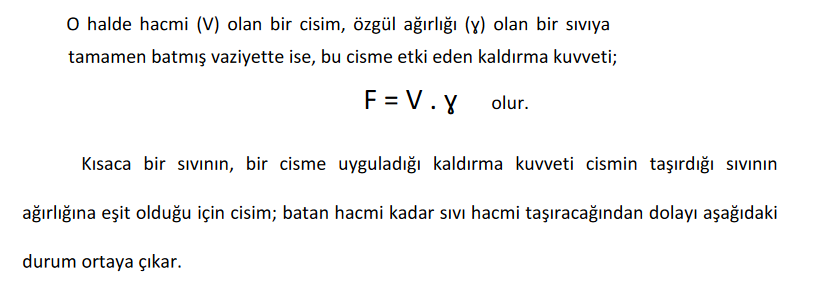 O halde hacmi (V) olan bir cisim, özgül ağırlığı (ɣ) olan bir sıvıya
tamamen batmış vaziyette ise, bu cisme etki eden kaldırma kuvveti;
F = V . ɣ olur.
Kısaca bir sıvının, bir cisme uyguladığı kaldırma kuvveti cismin taşırdığı sıvının
ağırlığına eşit olduğu için cisim; batan hacmi kadar sıvı hacmi taşıracağından dolayı aşağıdaki
durum ortaya çıkar.